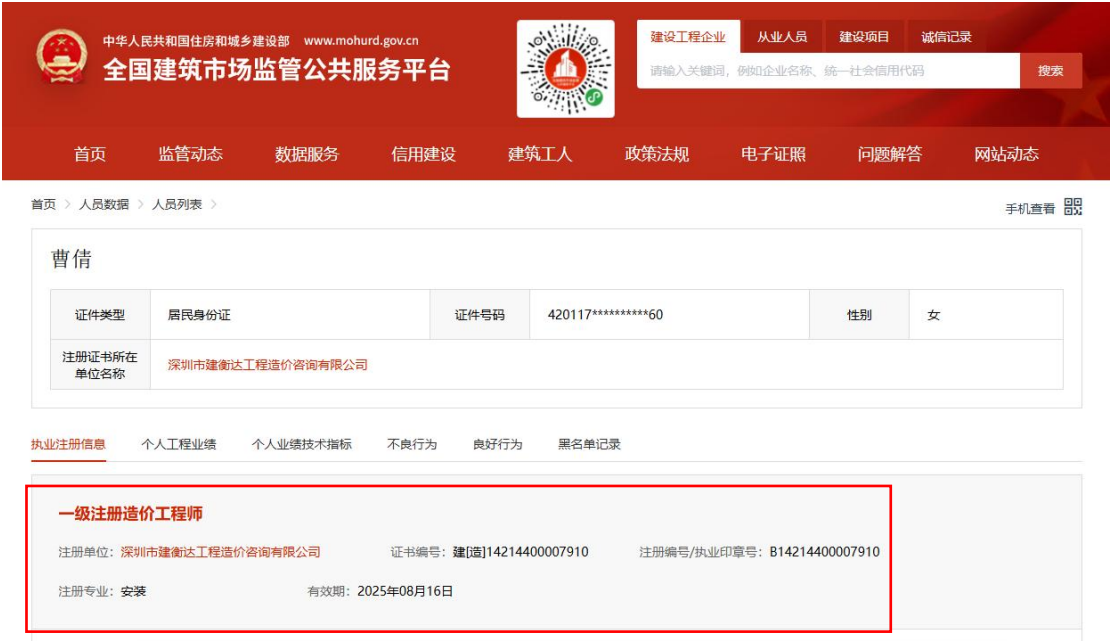 中华人民共和国住房和城乡建设部 www.mohurd.gov.cn
全国建筑市场监管公共服务平台
建设工程企业 从业人员 建设项目 诚信记录
请输入关键词，例如企业名称、统一社会信用代码 搜索
首页 监管动态 数据服务 信用建设 建筑工人 政策法规 电子证照 问题解答 网站动态
首页 > 人员数据 > 人员列表 >
手机查看
曹倩
证件类型 居民身份证 证件号码 420117**********60 性别 女
注册证书所在
单位名称
深圳市建衡达工程造价咨询有限公司
执业注册信息 个人工程业绩 个人业绩技术指标 不良行为 良好行为 黑名单记录
一级注册造价工程师
注册单位：深圳市建衡达工程造价咨询有限公司 证书编号：建[造]14214400007910 注册编号/执业印章号：B14214400007910
注册专业：安装 有效期：2025年08月16日